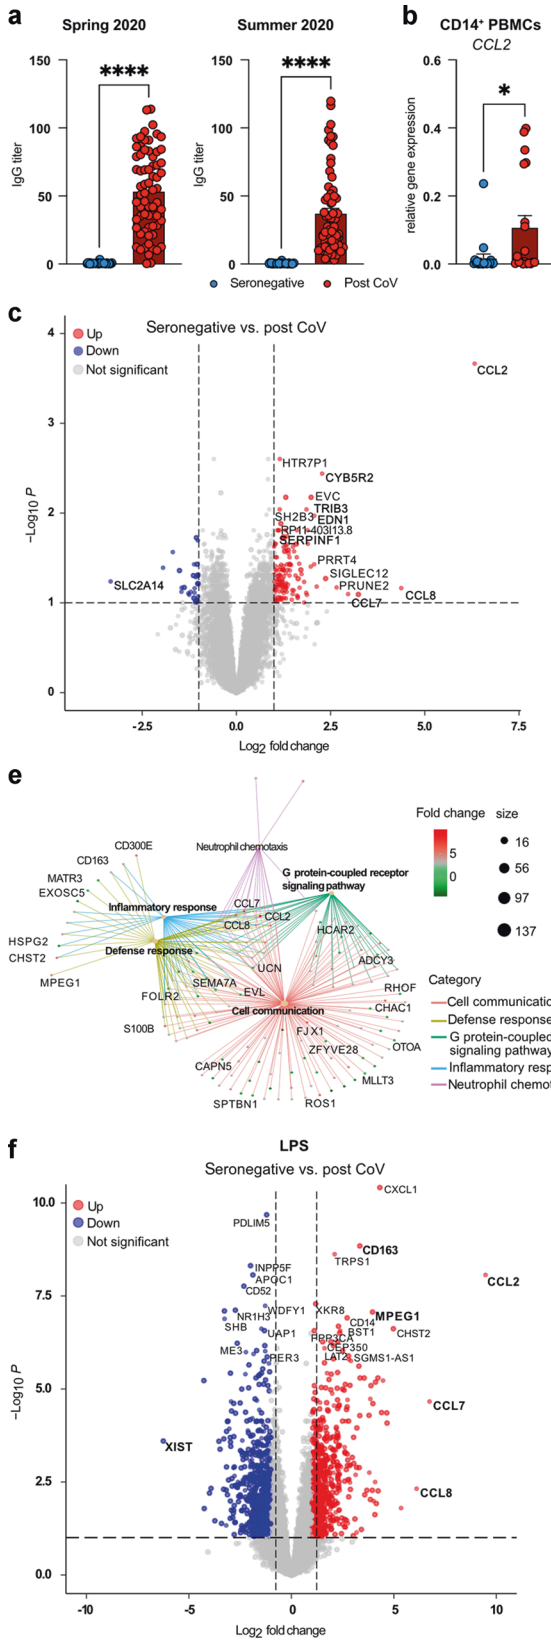 a
Spring 2020
Summer 2020
b
CD14⁺ PBMCs
CCL2
IgG titer
150
100
50
0
****
IgG titer
150
100
50
0
****
relative gene expression
0.6
0.4
0.2
0.0
*
Seronegative
Post CoV
c
Seronegative vs. post CoV
Up
Down
Not significant
−Log10 P
4
3
2
1
0
CCL2
HTR7P1
CYB5R2
EVC
TRIB3
SH2B3
EDN1
RP11-403I13.8
SERPINF1
PRRT4
SIGLEC12
PRUNE2
SLC2A14
CCL7
CCL8
-2.5
0.0
2.5
5.0
7.5
Log2 fold change
e
Neutrophil chemotaxis
G protein-coupled receptor
signaling pathway
CD300E
CD163
MATR3
EXOSC5
Inflammatory response
CCL7
CCL2
CCL8
HCAR2
HSPG2
CHST2
Defense response
ADCY3
MPEG1
UCN
SEMA7A
EVL
FOLR2
RHOF
Cell communication
CHAC1
S100B
FJX1
ZFYVE28
OTOA
CAPN5
MLLT3
SPTBN1
ROS1
Fold change
5
0
size
16
56
97
137
Category
Cell communicatio
Defense response
G protein-coupled
signaling pathway
Inflammatory resp
Neutrophil chemot
f
LPS
Seronegative vs. post CoV
Up
Down
Not significant
−Log10 P
10.0
7.5
5.0
2.5
0.0
CXCL1
PDLIM5
CD163
TRPS1
INPP5F
APOC1
CD52
CCL2
WDFY1
XKR8
MPEG1
NR1H3
CD14
SHB
UAP1
BST1
CHST2
PPP3CA
CEP350
ME3
PER3
LAT2
SGMS1-AS1
CCL7
XIST
CCL8
-10
-5
0
5
10
Log2 fold change